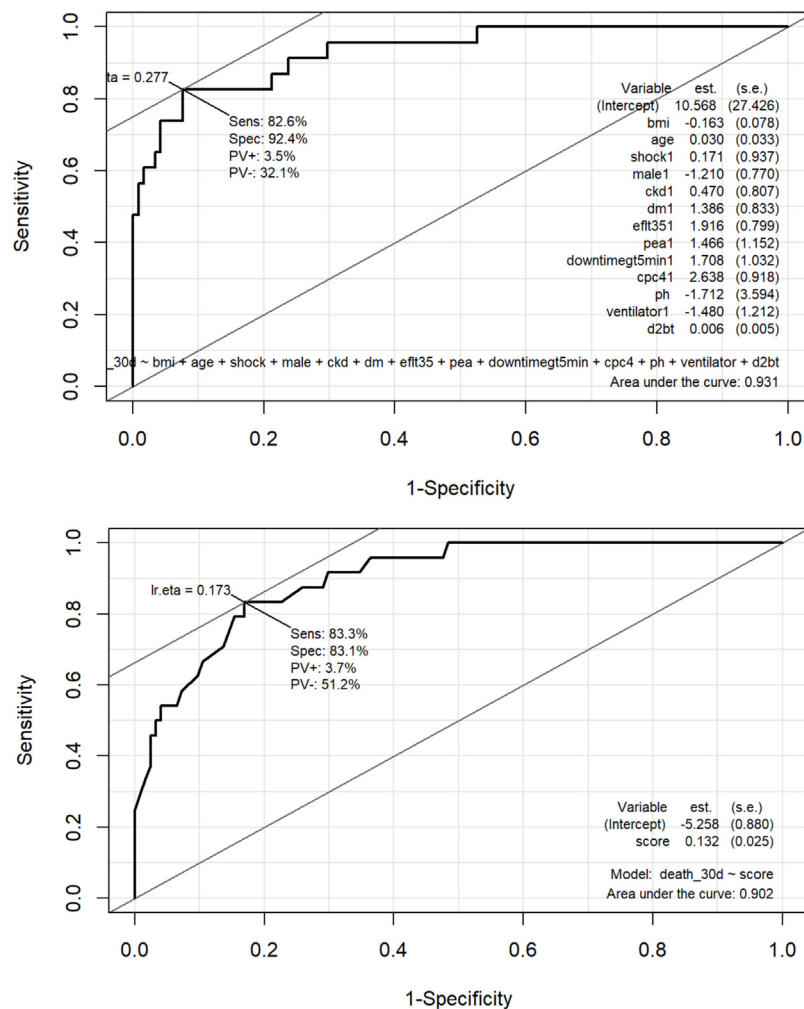 1.0
0.8
0.6
0.4
0.2
0.0
Sensitivity
ta = 0.277
Sens: 82.6%
Spec: 92.4%
PV+: 3.5%
PV-: 32.1%
Variable est. (s.e.)
(Intercept) 10.568 (27.426)
bmi -0.163 (0.078)
age 0.030 (0.033)
shock1 0.171 (0.937)
male1 -1.210 (0.770)
ckd1 0.470 (0.807)
dm1 1.386 (0.833)
eflt351 1.916 (0.799)
pea1 1.466 (1.152)
downtimegt5min1 1.708 (1.032)
cpc41 2.638 (0.918)
ph -1.712 (3.594)
ventilator1 -1.480 (1.212)
d2bt 0.006 (0.005)
_30d ~ bmi + age + shock + male + ckd + dm + eflt35 + pea + downtimegt5min + cpc4 + ph + ventilator + d2bt
Area under the curve: 0.931
0.0 0.2 0.4 0.6 0.8 1.0
1-Specificity
1.0
0.8
0.6
0.4
0.2
0.0
Sensitivity
lr.eta = 0.173
Sens: 83.3%
Spec: 83.1%
PV+: 3.7%
PV-: 51.2%
Variable est. (s.e.)
(Intercept) -5.258 (0.880)
score 0.132 (0.025)
Model: death_30d ~ score
Area under the curve: 0.902
0.0 0.2 0.4 0.6 0.8 1.0
1-Specificity